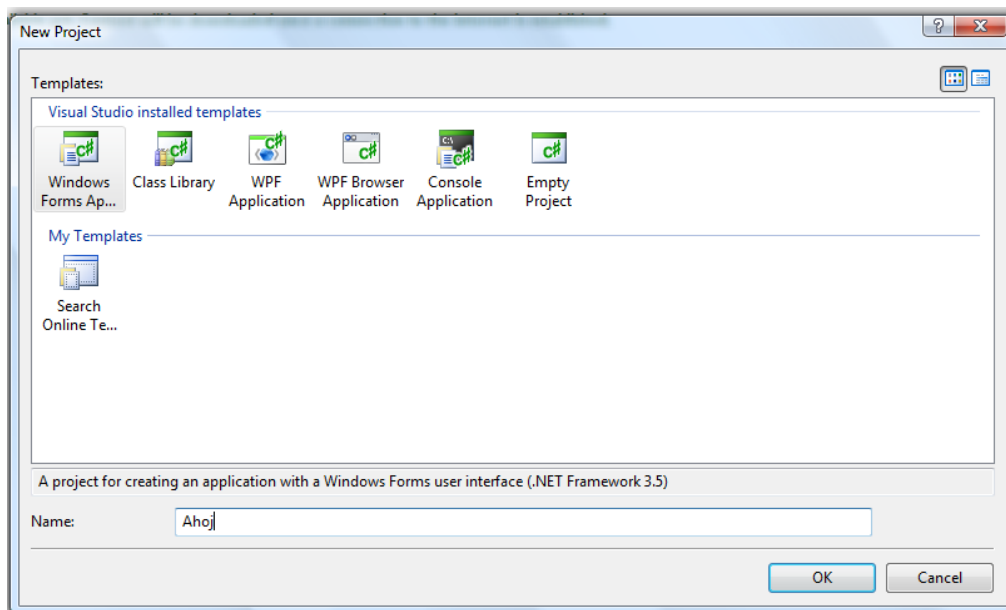 New Project
Templates:
Visual Studio installed templates
Windows Forms Ap...
Class Library
WPF Application
WPF Browser Application
Console Application
Empty Project
My Templates
Search Online Te...
A project for creating an application with a Windows Forms user interface (.NET Framework 3.5)
Name: Ahoj
OK Cancel